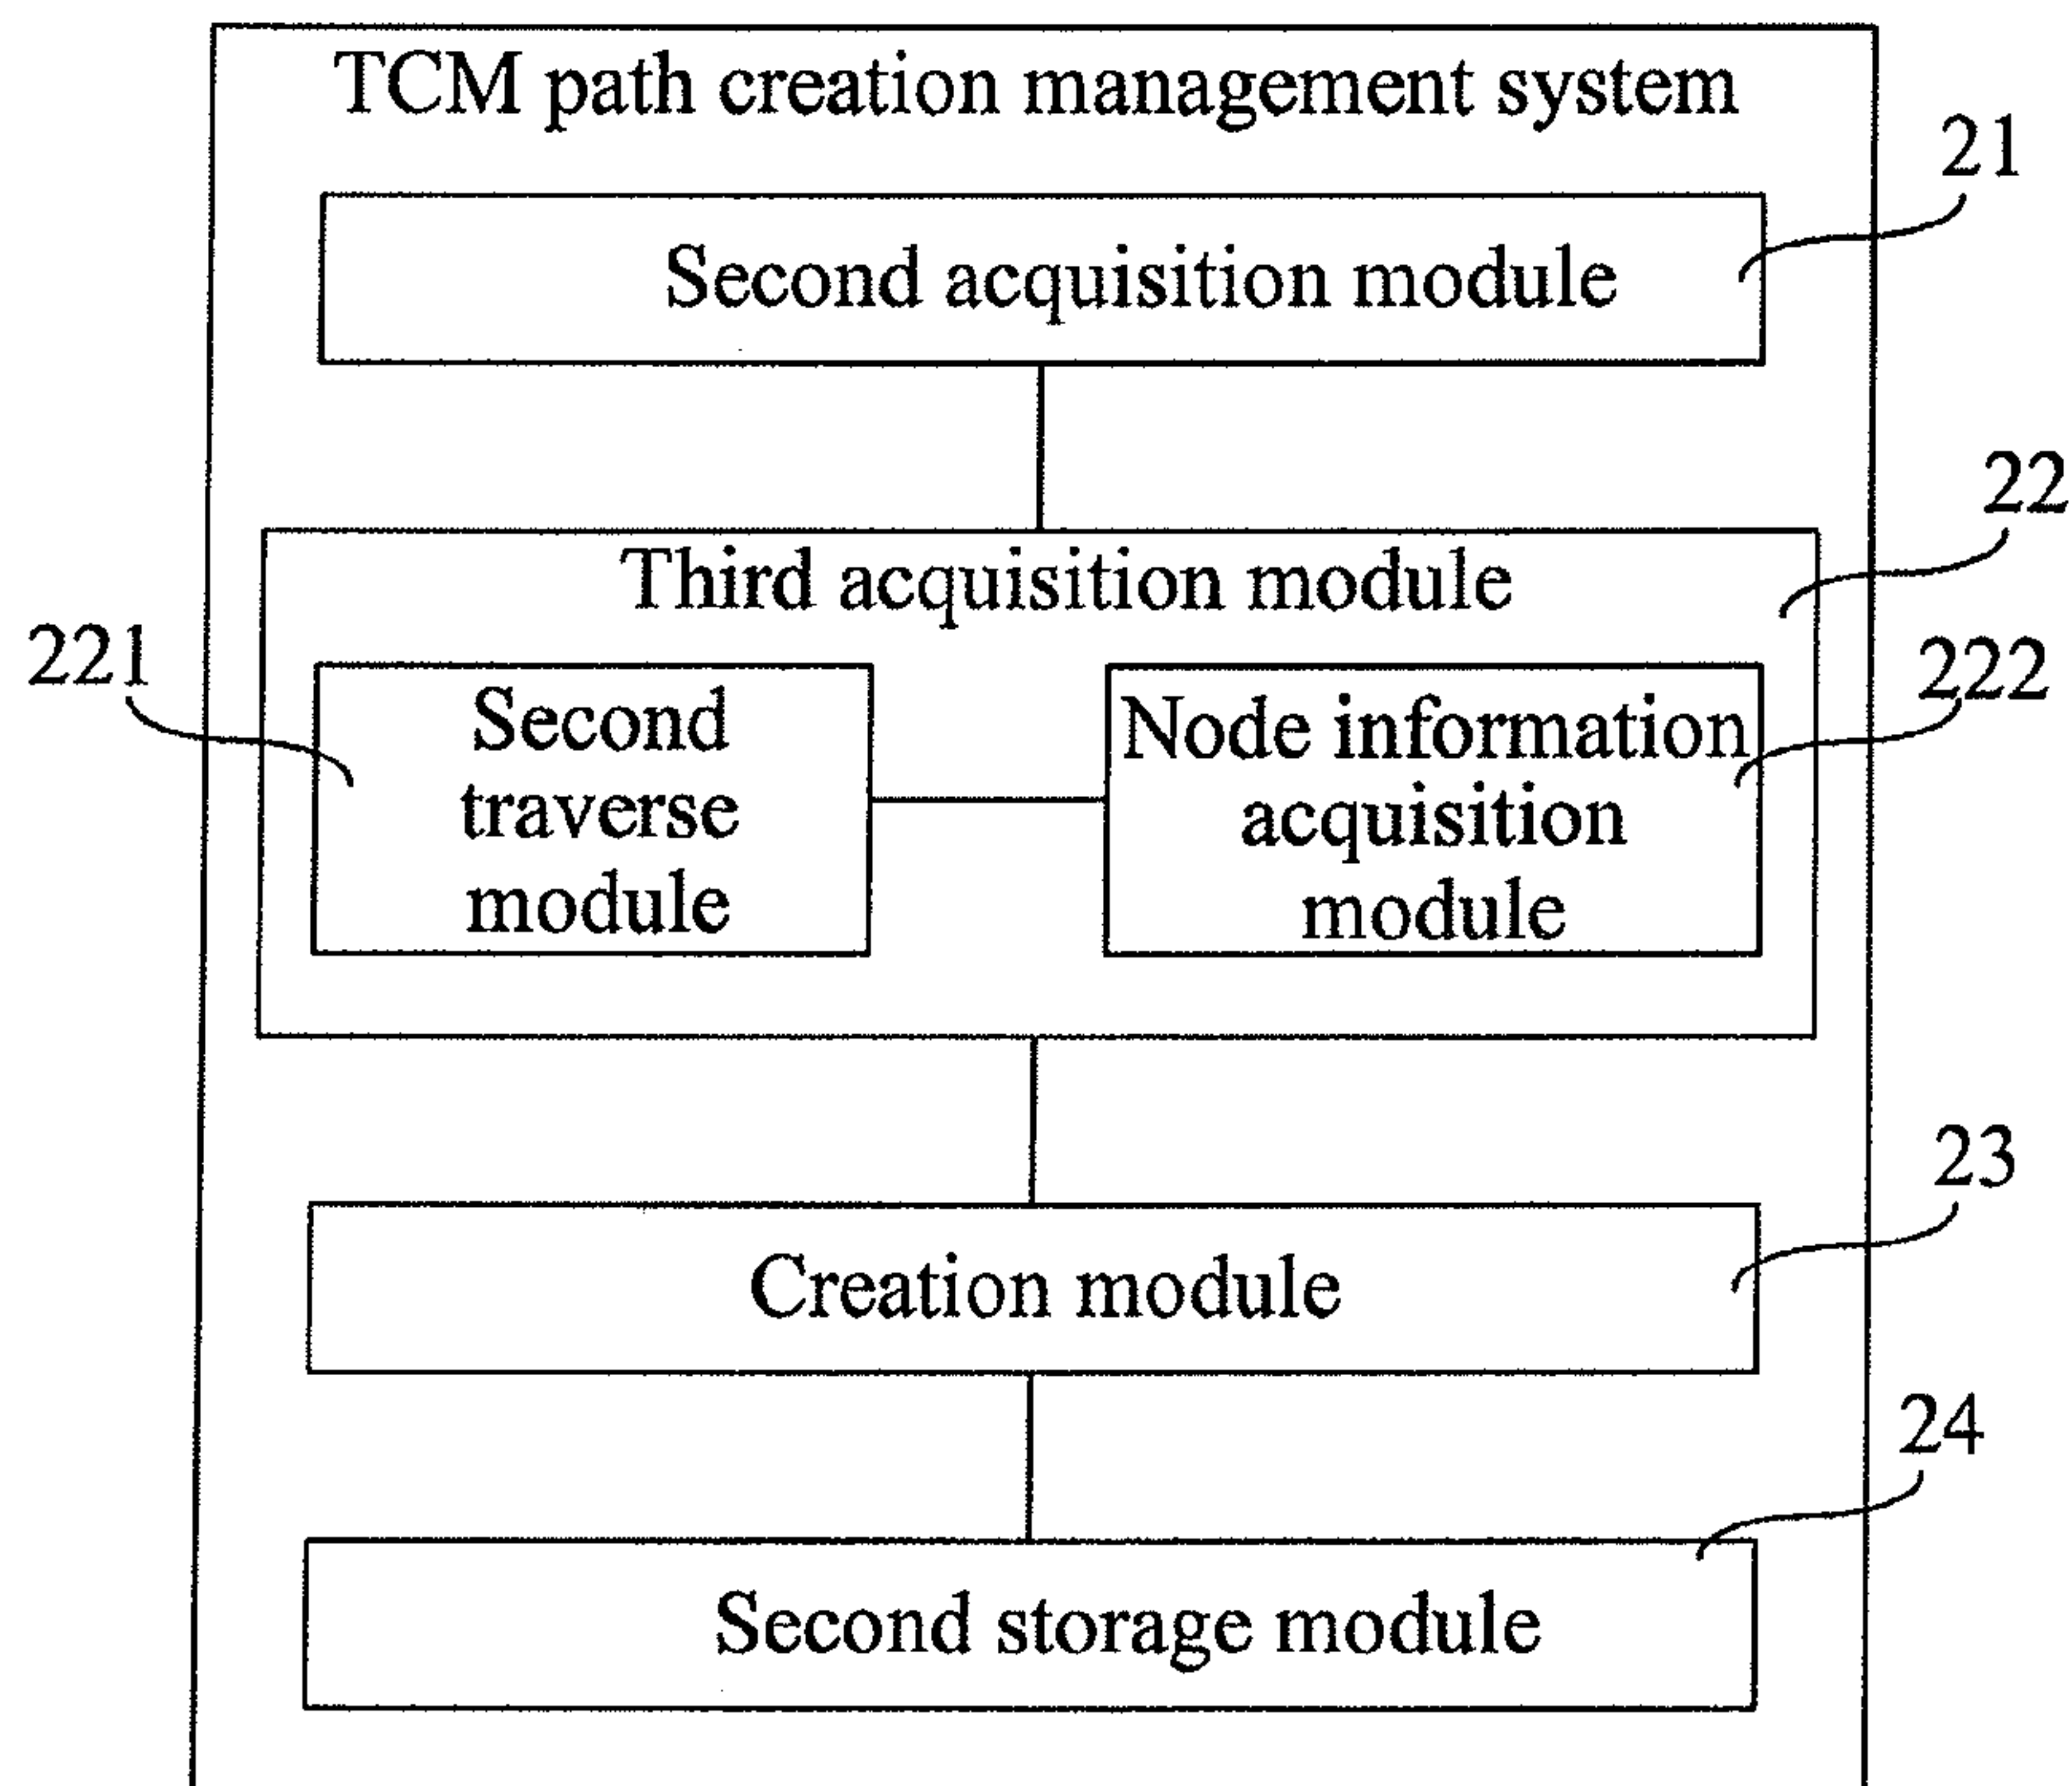 TCM path creation management system
21
Second acquisition module
22
Third acquisition module
221
222
Second
traverse
module
Node information
acquisition
module
23
Creation module
24
Second storage module